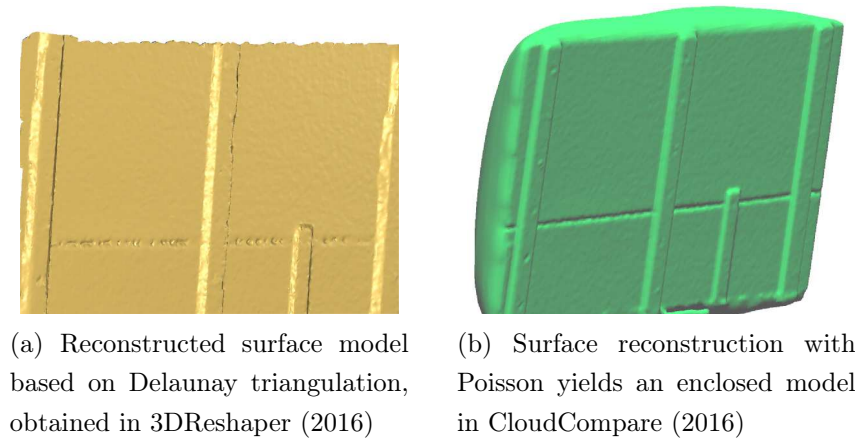 (a) Reconstructed surface model
based on Delaunay triangulation,
obtained in 3DReshaper (2016)
(b) Surface reconstruction with
Poisson yields an enclosed model
in CloudCompare (2016)